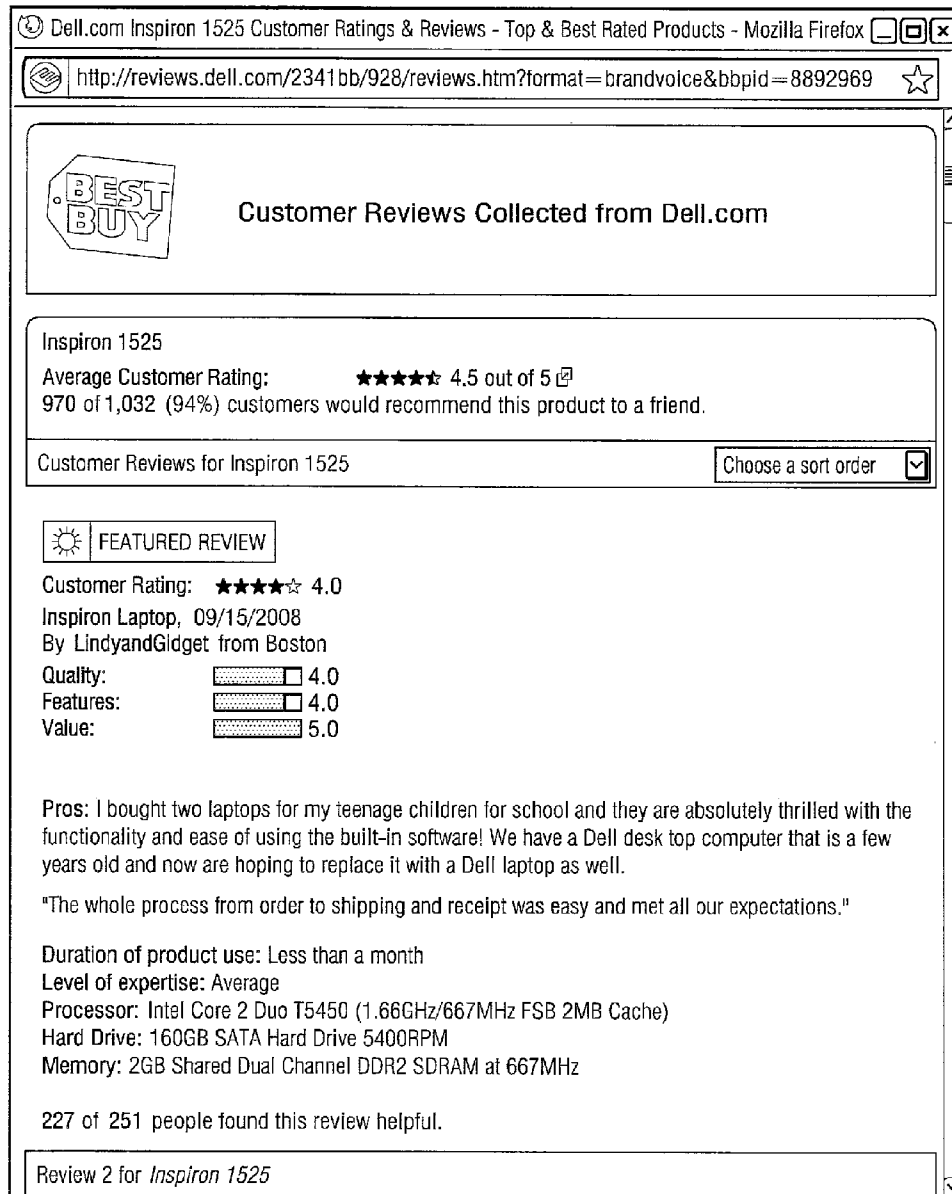 Dell.com Inspiron 1525 Customer Ratings & Reviews - Top & Best Rated Products - Mozilla Firefox
http://reviews.dell.com/2341bb/928/reviews.htm?format=brandvoice&bbpid=8892969
BEST
BUY
Customer Reviews Collected from Dell.com
Inspiron 1525
Average Customer Rating: ★★★★⯪ 4.5 out of 5
970 of 1,032 (94%) customers would recommend this product to a friend.
Customer Reviews for Inspiron 1525
Choose a sort order
FEATURED REVIEW
Customer Rating: ★★★★☆ 4.0
Inspiron Laptop, 09/15/2008
By LindyandGidget from Boston
Quality: 4.0
Features: 4.0
Value: 5.0
Pros: I bought two laptops for my teenage children for school and they are absolutely thrilled with the
functionality and ease of using the built-in software! We have a Dell desk top computer that is a few
years old and now are hoping to replace it with a Dell laptop as well.
"The whole process from order to shipping and receipt was easy and met all our expectations."
Duration of product use: Less than a month
Level of expertise: Average
Processor: Intel Core 2 Duo T5450 (1.66GHz/667MHz FSB 2MB Cache)
Hard Drive: 160GB SATA Hard Drive 5400RPM
Memory: 2GB Shared Dual Channel DDR2 SDRAM at 667MHz
227 of 251 people found this review helpful.
Review 2 for Inspiron 1525